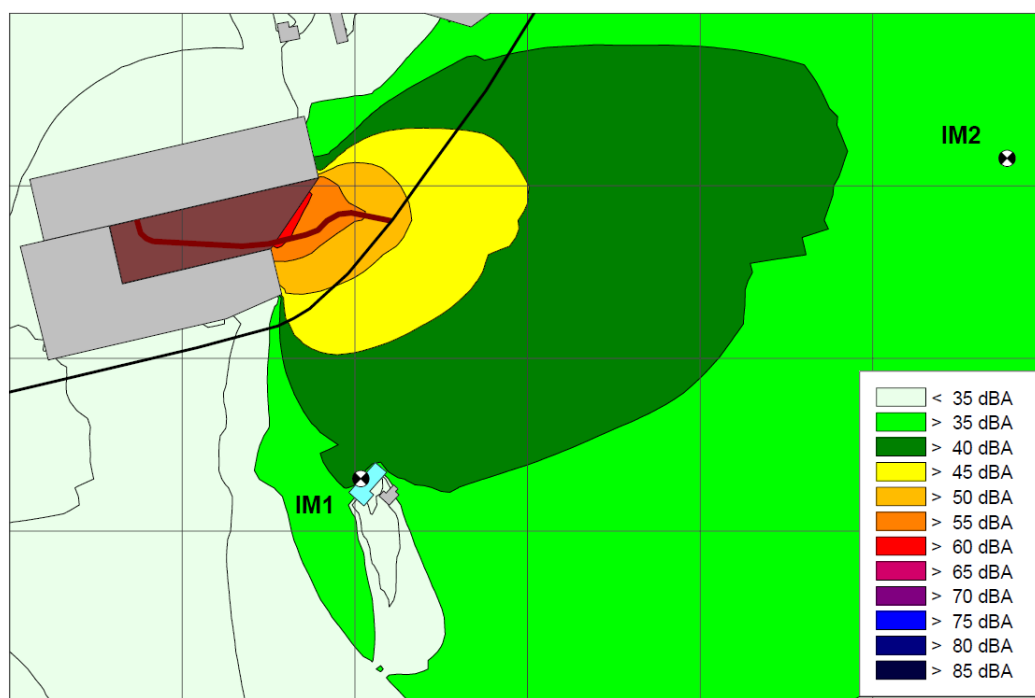 IM2
IM1
< 35 dBA
> 35 dBA
> 40 dBA
> 45 dBA
> 50 dBA
> 55 dBA
> 60 dBA
> 65 dBA
> 70 dBA
> 75 dBA
> 80 dBA
> 85 dBA